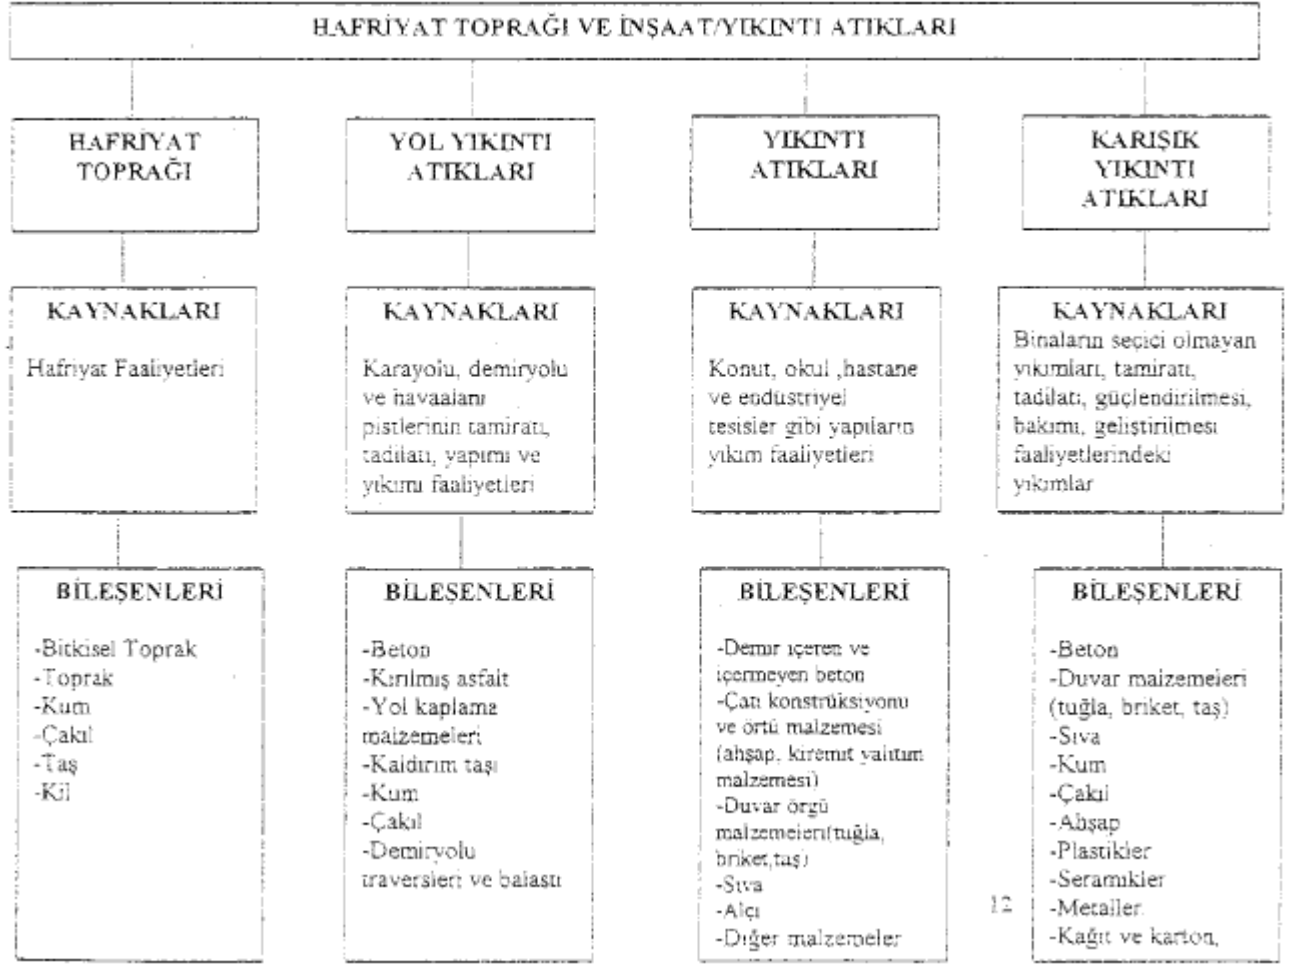 HAFRİYAT TOPRAĞI VE İNŞAAT/YIKINTI ATIKLARI
HAFRİYAT
TOPRAĞI
KAYNAKLARI
Hafriyat Faaliyetleri
BİLEŞENLERİ
-Bitkisel Toprak
-Toprak
-Kum
-Çakıl
-Taş
-Kil
YOL YIKINTI
ATIKLARI
KAYNAKLARI
Karayolu, demiryolu
ve havaalanı
pistlerinin tamiratı,
tadilatı, yapımı ve
yıkımı faaliyetleri
BİLEŞENLERİ
-Beton
-Kırılmış asfalt
-Yol kaplama
malzemeleri
-Kaldırım taşı
-Kum
-Çakıl
-Demiryolu
traversleri ve balastı
YIKINTI
ATIKLARI
KAYNAKLARI
Konut, okul ,hastane
ve endüstriyel
tesisler gibi yapıların
yıkım faaliyetleri
BİLEŞENLERİ
-Demir içeren ve
içermeyen beton
-Çatı konstrüksiyonu
ve örtü malzemesi
(ahşap, kiremit yalıtım
malzemesi)
-Duvar örgü
malzemeleri(tuğla,
briket,taş)
-Sıva
-Alçı
-Diğer malzemeler
KARIŞIK
YIKINTI
ATIKLARI
KAYNAKLARI
Binaların seçici olmayan
yıkımları, tamiratı,
tadilatı, güçlendirilmesi,
bakımı, geliştirilmesi
faaliyetlerindeki
yıkımlar
BİLEŞENLERİ
-Beton
-Duvar malzemeleri
(tuğla, briket, taş)
-Sıva
-Kum
-Çakıl
-Ahşap
-Plastikler
-Seramikler
-Metaller
-Kağıt ve karton,
12